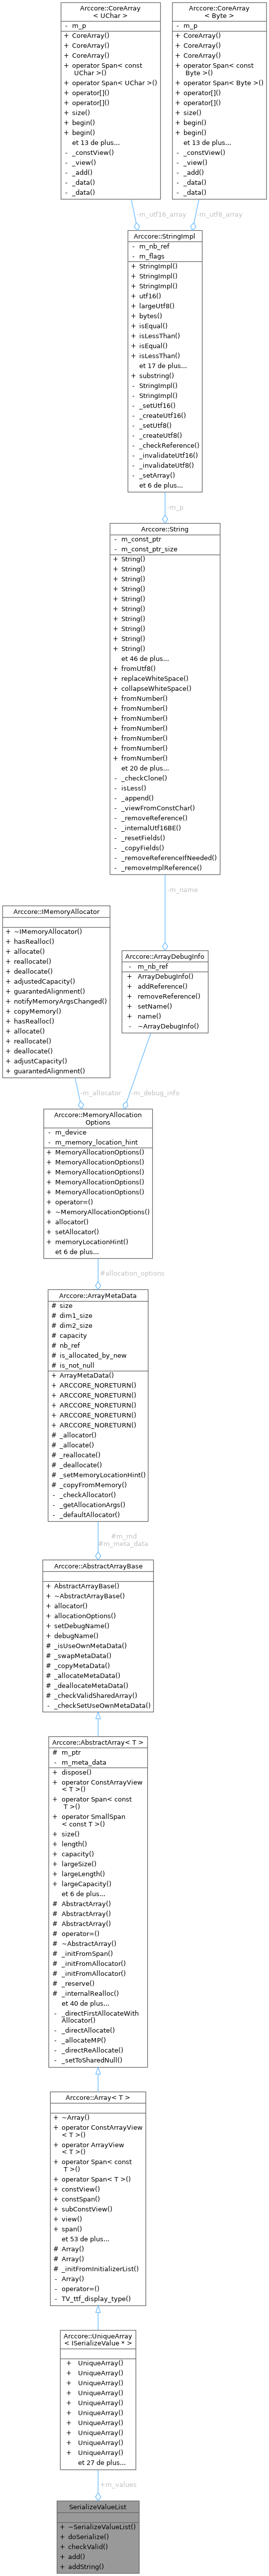 Arccore::CoreArray
< UChar >
- m_p
+ CoreArray()
+ CoreArray()
+ CoreArray()
+ operator Span< const
UChar >()
+ operator Span< UChar >()
+ operator[]()
+ operator[]()
+ size()
+ begin()
+ begin()
et 13 de plus...
- _constView()
- _view()
- _add()
- _data()
- _data()
Arccore::CoreArray
< Byte >
- m_p
+ CoreArray()
+ CoreArray()
+ CoreArray()
+ operator Span< const
Byte >()
+ operator Span< Byte >()
+ operator[]()
+ operator[]()
+ size()
+ begin()
+ begin()
et 13 de plus...
- _constView()
- _view()
- _add()
- _data()
- _data()
-m_utf16_array
-m_utf8_array
Arccore::StringImpl
- m_nb_ref
- m_flags
+ StringImpl()
+ StringImpl()
+ StringImpl()
+ utf16()
+ largeUtf8()
+ bytes()
+ isEqual()
+ isLessThan()
+ isEqual()
+ isLessThan()
et 17 de plus...
+ substring()
- StringImpl()
- StringImpl()
- _setUtf16()
- _createUtf16()
- _setUtf8()
- _createUtf8()
- _checkReference()
- _invalidateUtf16()
- _invalidateUtf8()
- _setArray()
et 6 de plus...
-m_p
Arccore::String
- m_const_ptr
- m_const_ptr_size
+ String()
+ String()
+ String()
+ String()
+ String()
+ String()
+ String()
+ String()
+ String()
+ String()
et 46 de plus...
+ fromUtf8()
+ replaceWhiteSpace()
+ collapseWhiteSpace()
+ fromNumber()
+ fromNumber()
+ fromNumber()
+ fromNumber()
+ fromNumber()
+ fromNumber()
+ fromNumber()
et 20 de plus...
- _checkClone()
- isLess()
- _append()
- _viewFromConstChar()
- _removeReference()
- _internalUtf16BE()
- _resetFields()
- _copyFields()
- _removeReferenceIfNeeded()
- _removeImplReference()
-m_name
Arccore::IMemoryAllocator
+ ~IMemoryAllocator()
+ hasRealloc()
+ allocate()
+ reallocate()
+ deallocate()
+ adjustedCapacity()
+ guarantedAlignment()
+ notifyMemoryArgsChanged()
+ copyMemory()
+ hasRealloc()
+ allocate()
+ reallocate()
+ deallocate()
+ adjustCapacity()
+ guarantedAlignment()
Arccore::ArrayDebugInfo
- m_nb_ref
+ ArrayDebugInfo()
+ addReference()
+ removeReference()
+ setName()
+ name()
- ~ArrayDebugInfo()
-m_allocator
-m_debug_info
Arccore::MemoryAllocation
Options
- m_device
- m_memory_location_hint
+ MemoryAllocationOptions()
+ MemoryAllocationOptions()
+ MemoryAllocationOptions()
+ MemoryAllocationOptions()
+ MemoryAllocationOptions()
+ operator=()
+ ~MemoryAllocationOptions()
+ allocator()
+ setAllocator()
+ memoryLocationHint()
et 6 de plus...
#allocation_options
Arccore::ArrayMetaData
# size
# dim1_size
# dim2_size
# capacity
# nb_ref
# is_allocated_by_new
# is_not_null
+ ArrayMetaData()
+ ARCCORE_NORETURN()
+ ARCCORE_NORETURN()
+ ARCCORE_NORETURN()
+ ARCCORE_NORETURN()
+ ARCCORE_NORETURN()
# _allocator()
# _allocate()
# _reallocate()
# _deallocate()
# _setMemoryLocationHint()
# _copyFromMemory()
- _checkAllocator()
- _getAllocationArgs()
- _defaultAllocator()
#m_md
#m_meta_data
Arccore::AbstractArrayBase
+ AbstractArrayBase()
+ ~AbstractArrayBase()
+ allocator()
+ allocationOptions()
+ setDebugName()
+ debugName()
# _isUseOwnMetaData()
# _swapMetaData()
# _copyMetaData()
# _allocateMetaData()
# _deallocateMetaData()
# _checkValidSharedArray()
- _checkSetUseOwnMetaData()
Arccore::AbstractArray< T >
# m_ptr
- m_meta_data
+ dispose()
+ operator ConstArrayView
< T >()
+ operator Span< const
T >()
+ operator SmallSpan
< const T >()
+ size()
+ length()
+ capacity()
+ largeSize()
+ largeLength()
+ largeCapacity()
et 6 de plus...
# AbstractArray()
# AbstractArray()
# AbstractArray()
# operator=()
# ~AbstractArray()
# _initFromSpan()
# _initFromAllocator()
# _initFromAllocator()
# _reserve()
# _internalRealloc()
et 40 de plus...
- _directFirstAllocateWith
Allocator()
- _directAllocate()
- _allocateMP()
- _directReAllocate()
- _setToSharedNull()
Arccore::Array< T >
+ ~Array()
+ operator ConstArrayView
< T >()
+ operator ArrayView
< T >()
+ operator Span< const
T >()
+ operator Span< T >()
+ constView()
+ constSpan()
+ subConstView()
+ view()
+ span()
et 53 de plus...
# Array()
# Array()
# _initFromInitializerList()
- Array()
- operator=()
- TV_ttf_display_type()
Arccore::UniqueArray
< ISerializeValue * >
+ UniqueArray()
+ UniqueArray()
+ UniqueArray()
+ UniqueArray()
+ UniqueArray()
+ UniqueArray()
+ UniqueArray()
+ UniqueArray()
+ UniqueArray()
+ UniqueArray()
et 27 de plus...
+m_values
SerializeValueList
+ ~SerializeValueList()
+ doSerialize()
+ checkValid()
+ add()
+ addString()